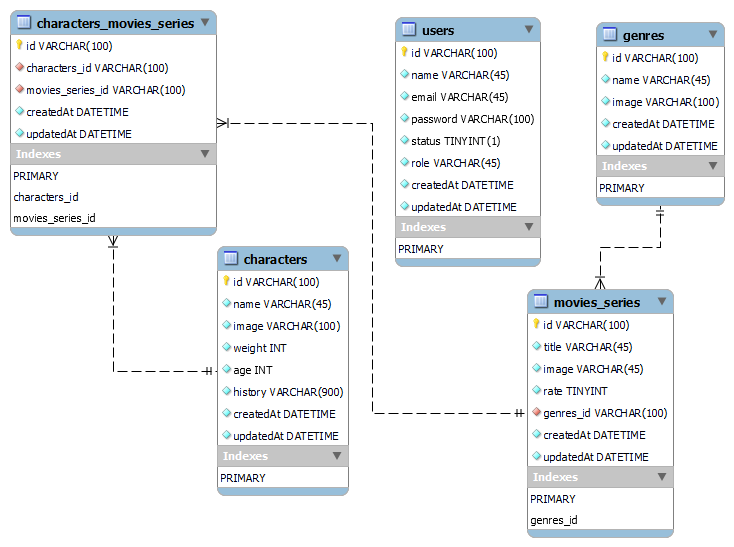 characters_movies_series
id VARCHAR(100)
characters_id VARCHAR(100)
movies_series_id VARCHAR(100)
createdAt DATETIME
updatedAt DATETIME
Indexes
PRIMARY
characters_id
movies_series_id
users
id VARCHAR(100)
name VARCHAR(45)
email VARCHAR(45)
password VARCHAR(100)
status TINYINT(1)
role VARCHAR(45)
createdAt DATETIME
updatedAt DATETIME
Indexes
PRIMARY
genres
id VARCHAR(100)
name VARCHAR(45)
image VARCHAR(100)
createdAt DATETIME
updatedAt DATETIME
Indexes
PRIMARY
characters
id VARCHAR(100)
name VARCHAR(45)
image VARCHAR(100)
weight INT
age INT
history VARCHAR(900)
createdAt DATETIME
updatedAt DATETIME
Indexes
PRIMARY
movies_series
id VARCHAR(100)
title VARCHAR(45)
image VARCHAR(45)
rate TINYINT
genres_id VARCHAR(100)
createdAt DATETIME
updatedAt DATETIME
Indexes
PRIMARY
genres_id